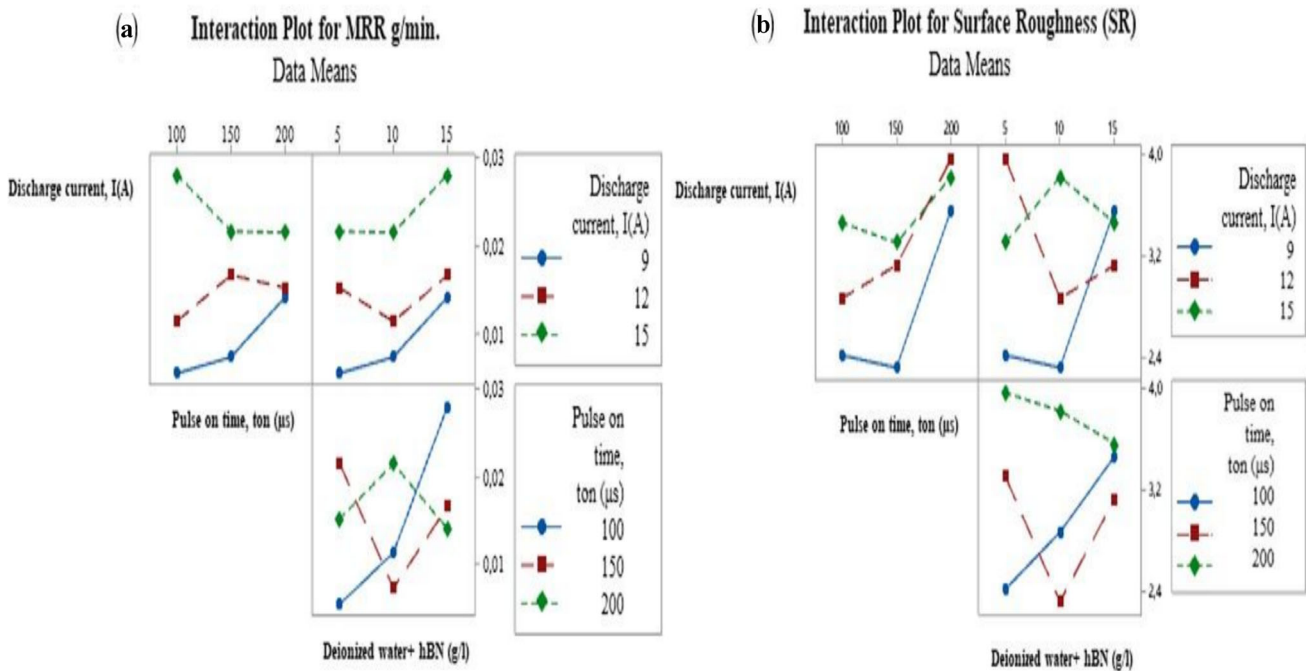 (a)
Interaction Plot for MRR g/min.
Data Means
100 150 200
5 10 15
Discharge current, I(A)
0,03
0,02
0,01
Discharge
current, I(A)
9
12
15
Pulse on time, ton (µs)
0,03
0,02
0,01
Pulse on
time,
ton (µs)
100
150
200
Deionized water+ hBN (g/l)
(b)
Interaction Plot for Surface Roughness (SR)
Data Means
100 150 200
5 10 15
Discharge current, I(A)
4,0
3,2
2,4
Discharge
current, I(A)
9
12
15
Pulse on time, ton (µs)
4,0
3,2
2,4
Pulse on
time,
ton (µs)
100
150
200
Deionized water+ hBN (g/l)